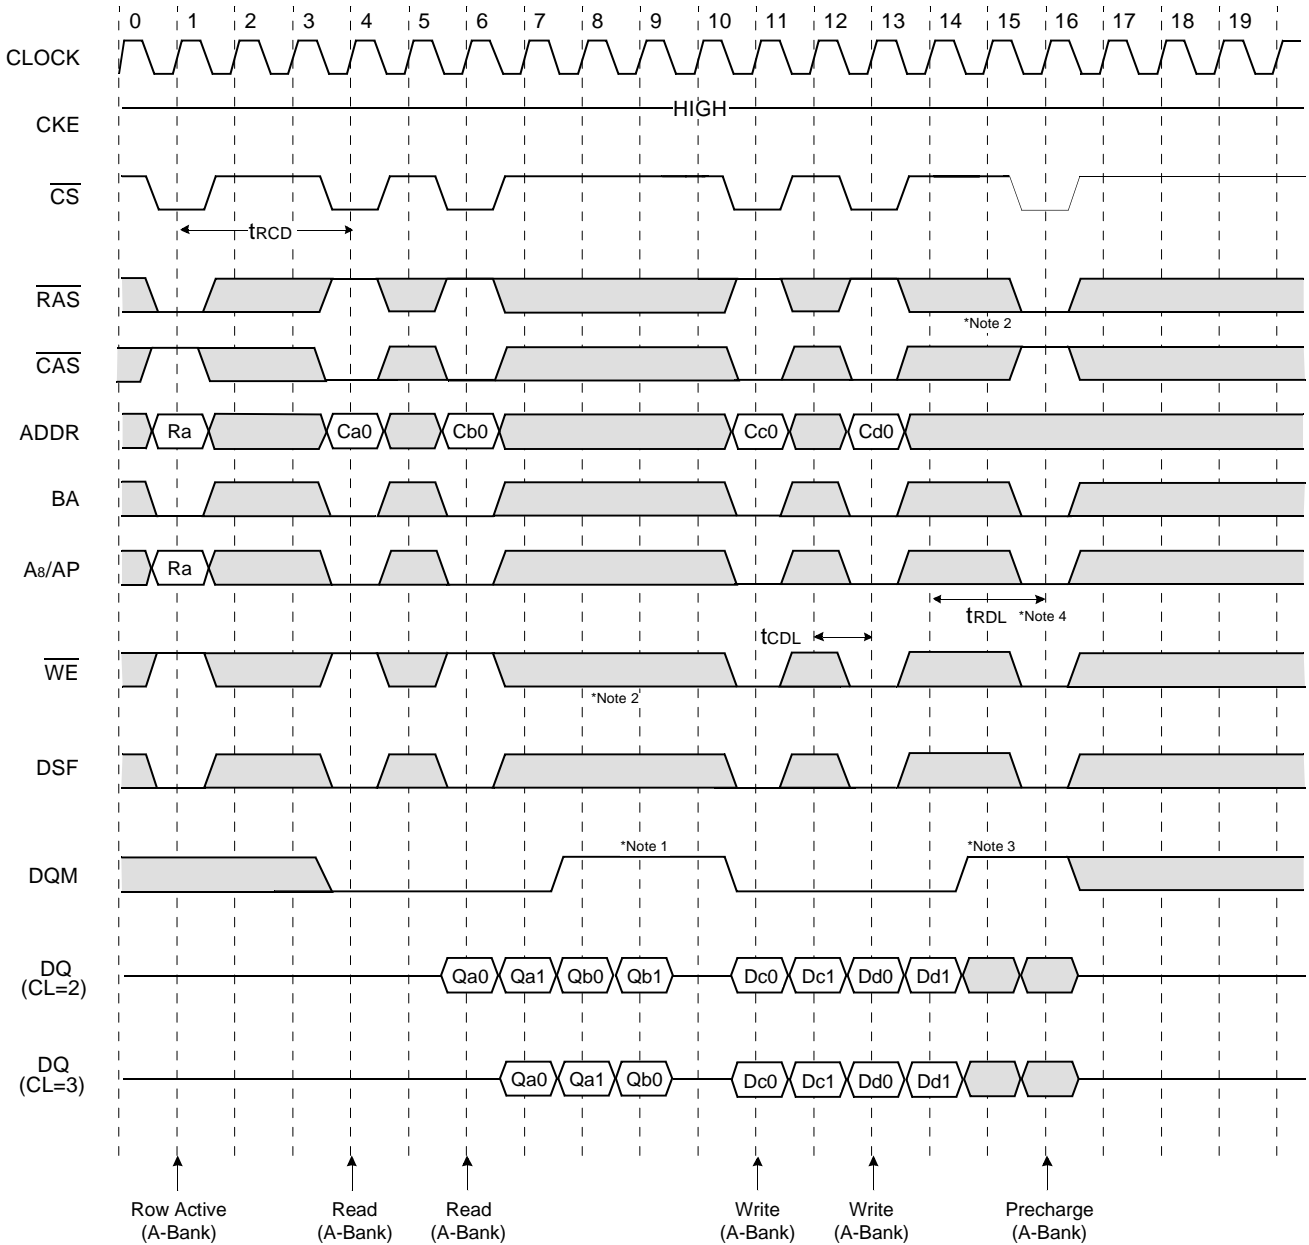 0 1 2 3 4 5 6 7 8 9 10 11 12 13 14 15 16 17 18 19
CLOCK
CKE
HIGH
CS
tRCD
RAS
*Note 2
CAS
ADDR Ra Ca0 Cb0 Cc0 Cd0
BA
A8/AP Ra
tRDL *Note 4
tCDL
WE
*Note 2
DSF
*Note 1 *Note 3
DQM
DQ
(CL=2)
Qa0 Qa1 Qb0 Qb1 Dc0 Dc1 Dd0 Dd1
DQ
(CL=3)
Qa0 Qa1 Qb0 Dc0 Dc1 Dd0 Dd1
Row Active
(A-Bank)
Read
(A-Bank)
Read
(A-Bank)
Write
(A-Bank)
Write
(A-Bank)
Precharge
(A-Bank)